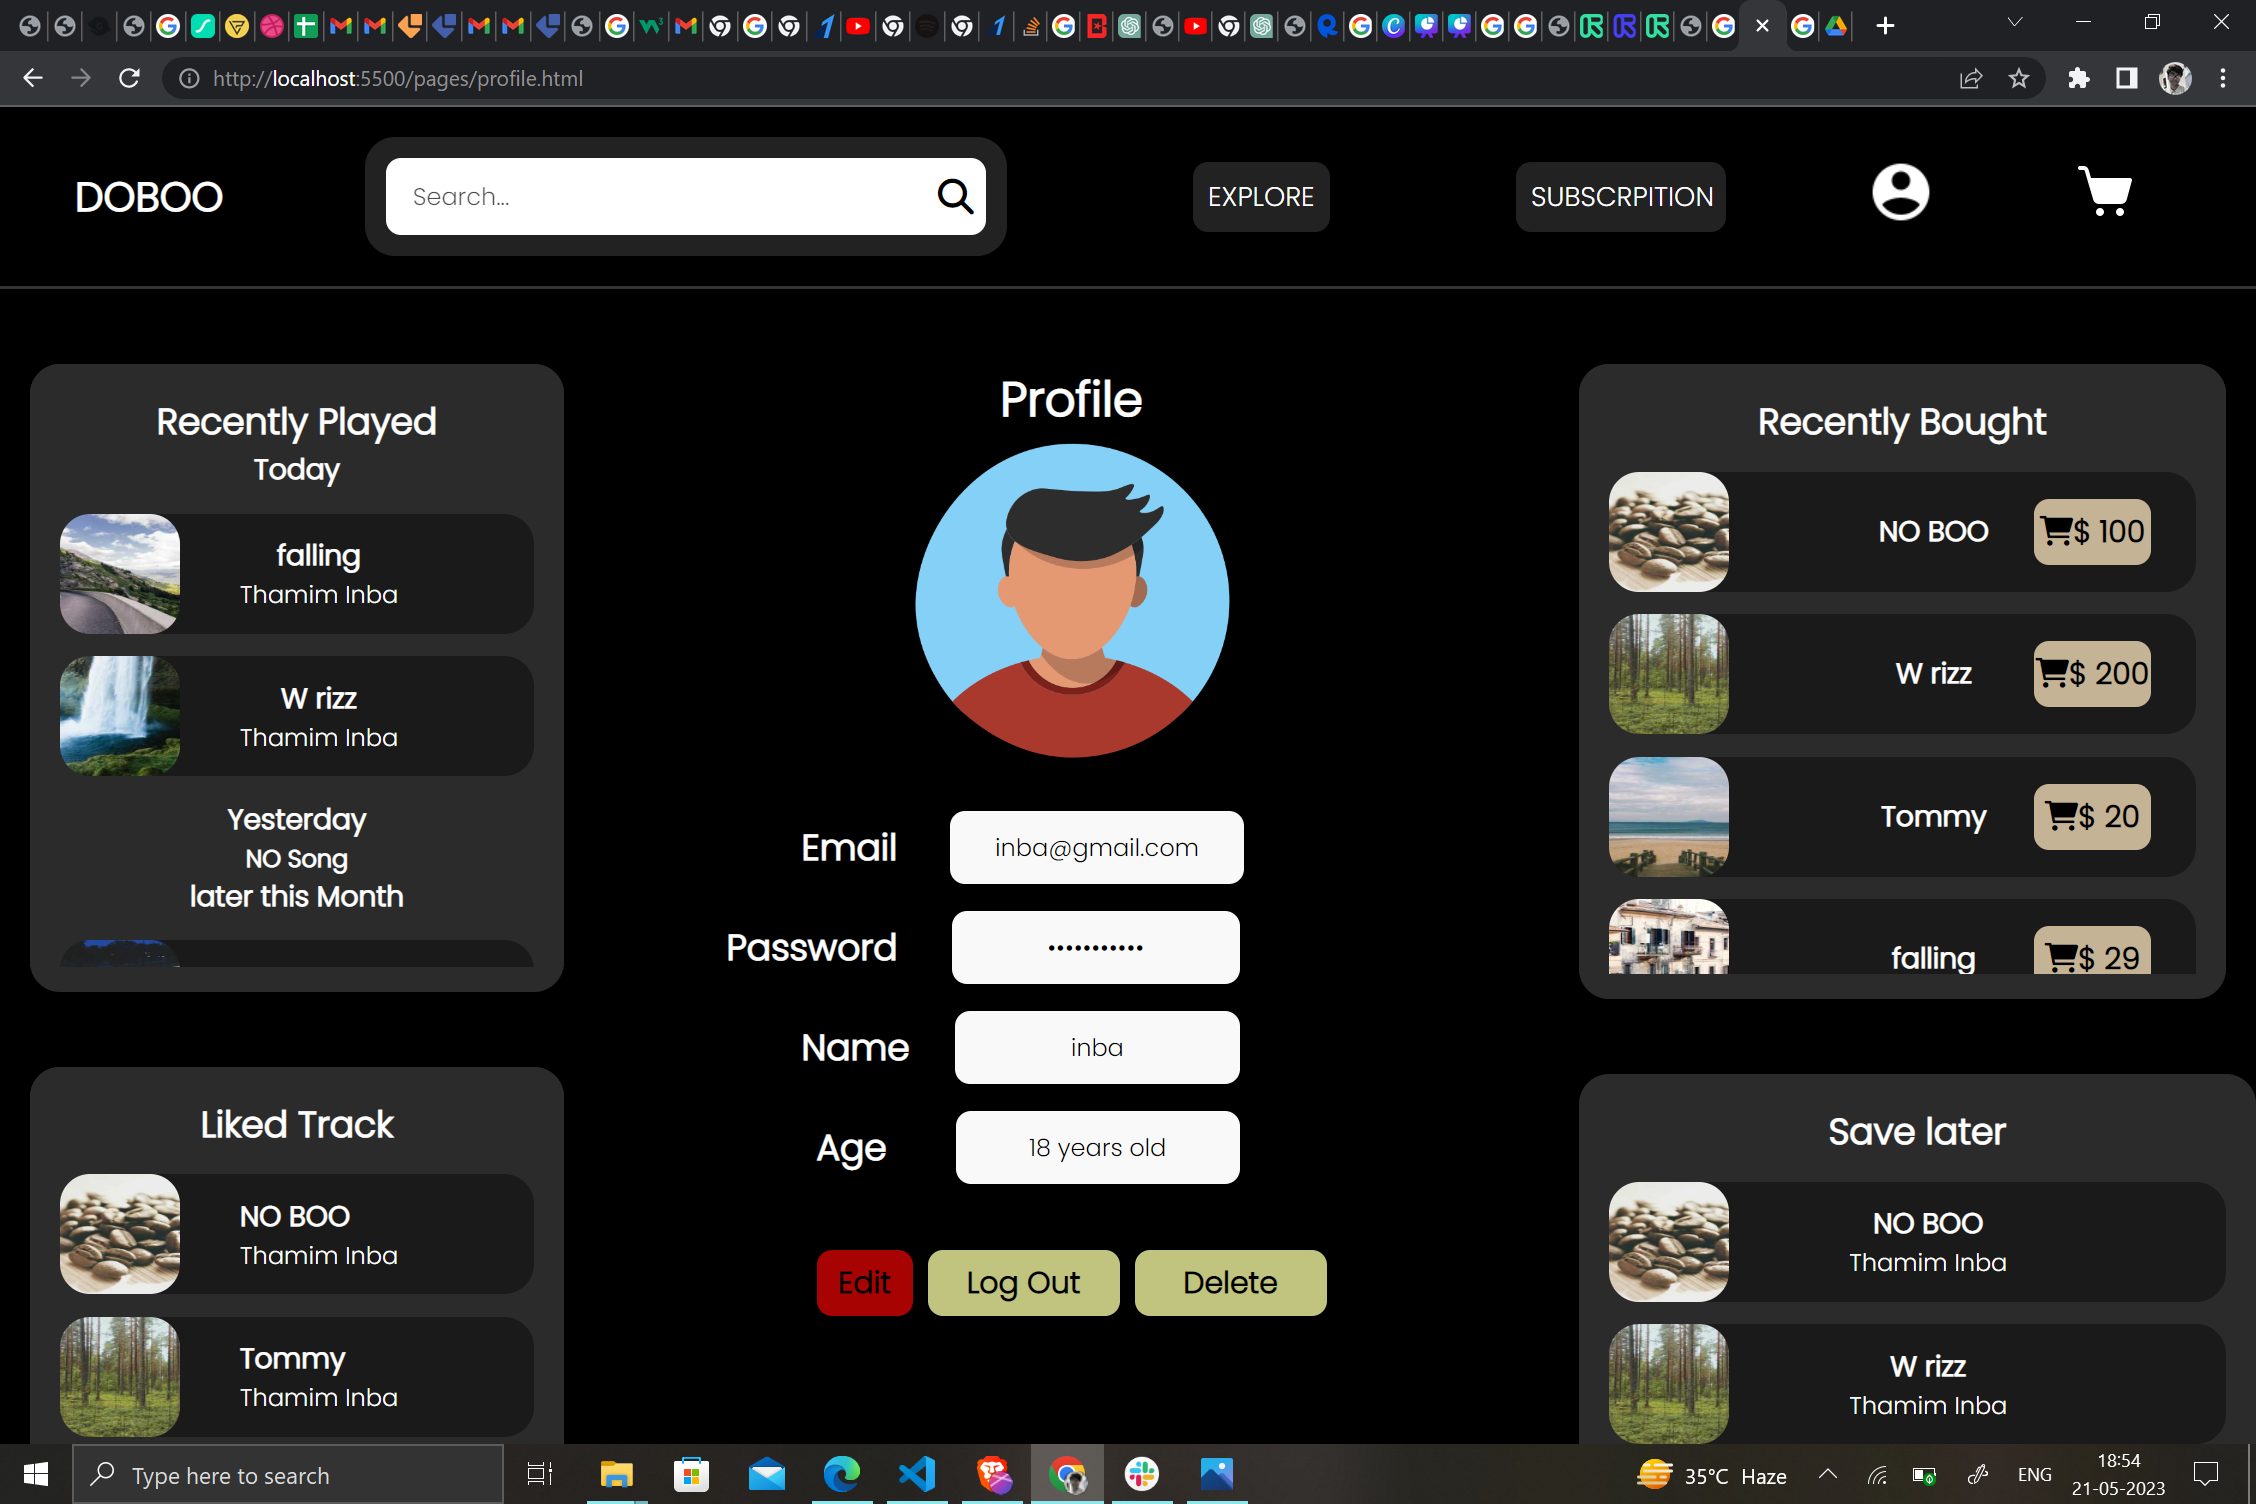 http://localhost:5500/pages/profile.html
DOBOO
Search...
EXPLORE
SUBSCRPITION
Recently Played
Today
falling
Thamim Inba
W rizz
Thamim Inba
Yesterday
NO Song
later this Month
Liked Track
NO BOO
Thamim Inba
Tommy
Thamim Inba
Profile
Email
inba@gmail.com
Password
•••••••••••
Name
inba
Age
18 years old
Edit
Log Out
Delete
Recently Bought
NO BOO
$ 100
W rizz
$ 200
Tommy
$ 20
falling
$ 29
Save later
NO BOO
Thamim Inba
W rizz
Thamim Inba
Type here to search
35°C Haze
ENG
18:54
21-05-2023